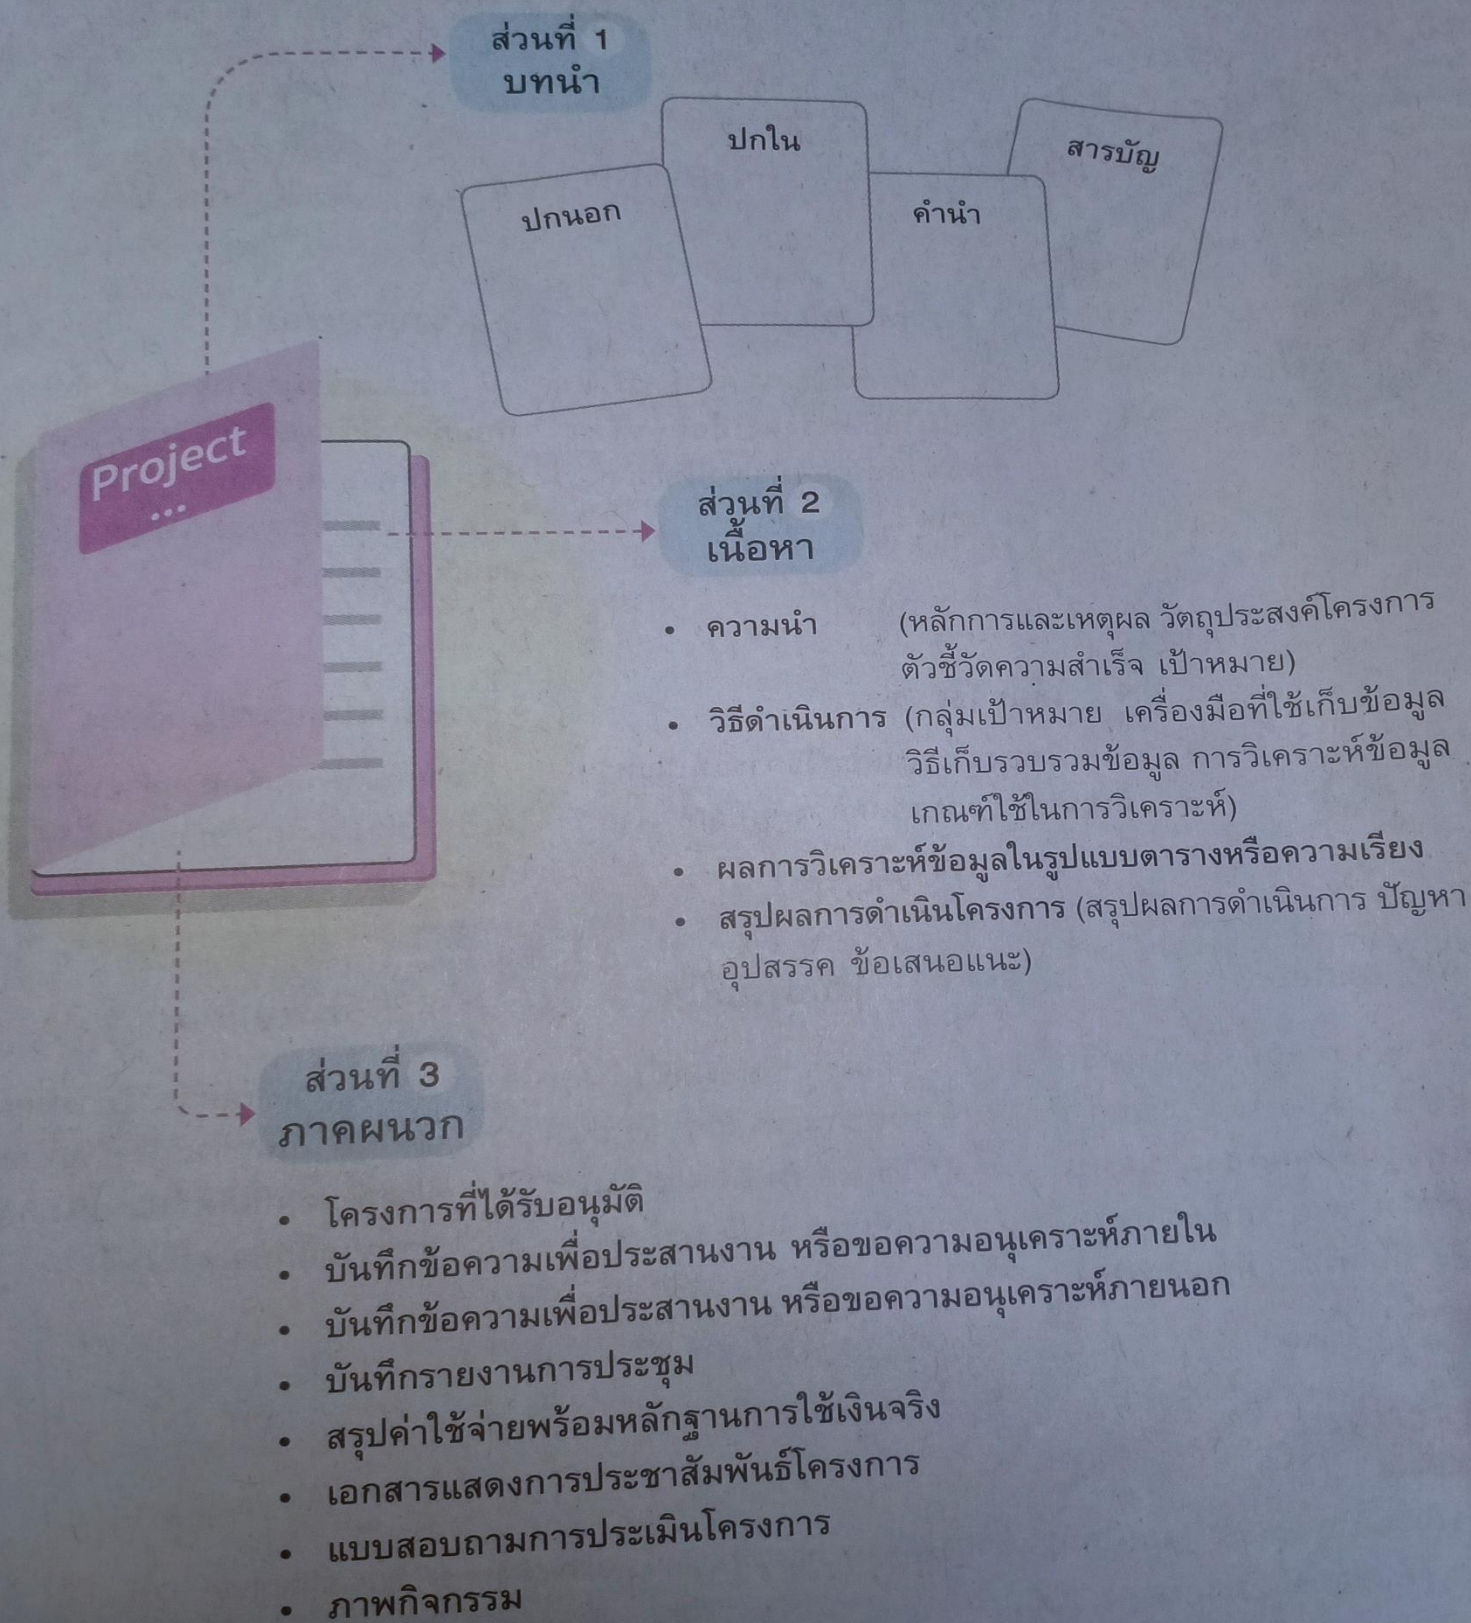 ส่วนที่ 1
บทนำ
ปกนอก
ปกใน
คำนำ
สารบัญ
Project
...
ส่วนที่ 2
เนื้อหา
• ความนำ (หลักการและเหตุผล วัตถุประสงค์โครงการ
ตัวชี้วัดความสำเร็จ เป้าหมาย)
• วิธีดำเนินการ (กลุ่มเป้าหมาย เครื่องมือที่ใช้เก็บข้อมูล
วิธีเก็บรวบรวมข้อมูล การวิเคราะห์ข้อมูล
เกณฑ์ใช้ในการวิเคราะห์)
• ผลการวิเคราะห์ข้อมูลในรูปแบบตารางหรือความเรียง
• สรุปผลการดำเนินโครงการ (สรุปผลการดำเนินการ ปัญหา
อุปสรรค ข้อเสนอแนะ)
ส่วนที่ 3
ภาคผนวก
• โครงการที่ได้รับอนุมัติ
• บันทึกข้อความเพื่อประสานงาน หรือขอความอนุเคราะห์ภายใน
• บันทึกข้อความเพื่อประสานงาน หรือขอความอนุเคราะห์ภายนอก
• บันทึกรายงานการประชุม
• สรุปค่าใช้จ่ายพร้อมหลักฐานการใช้เงินจริง
• เอกสารแสดงการประชาสัมพันธ์โครงการ
• แบบสอบถามการประเมินโครงการ
• ภาพกิจกรรม